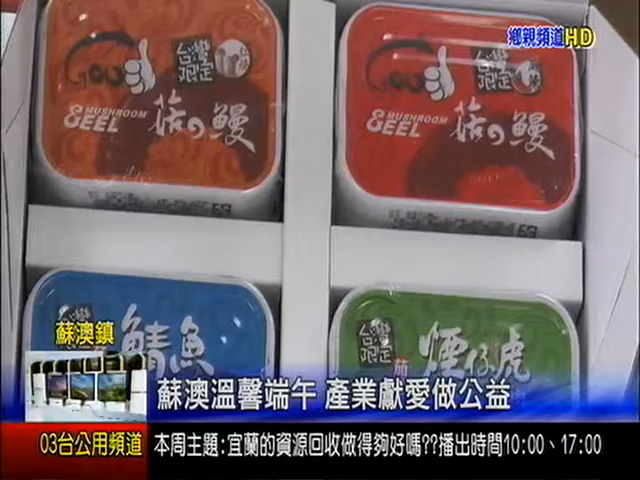 鄉親頻道HD
台灣限定
MUSHROOM
&EEL
菇の鰻
台灣限定
MUSHROOM
&EEL
菇の鰻
鯖魚
台灣限定
煙仔虎
蘇澳鎮
蘇澳溫馨端午 產業獻愛做公益
03台公用頻道
本周主題:宜蘭的資源回收做得夠好嗎??播出時間10:00、17:00